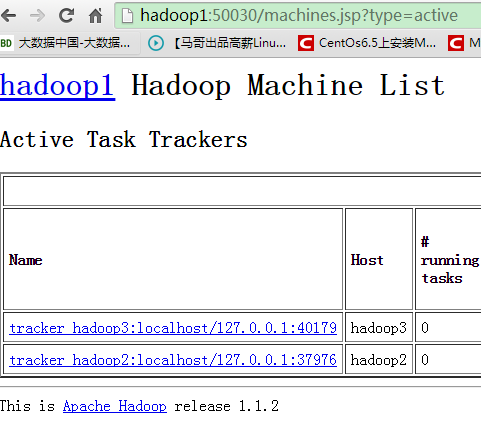 hadoop1:50030/machines.jsp?type=active
BD 大数据中国-大数据... 【马哥出品高薪Linu... C CentOs6.5上安装M... C M
hadoop1 Hadoop Machine List
Active Task Trackers
Name Host # running tasks
tracker_hadoop3:localhost/127.0.0.1:40179 hadoop3 0
tracker_hadoop2:localhost/127.0.0.1:37976 hadoop2 0
This is Apache Hadoop release 1.1.2